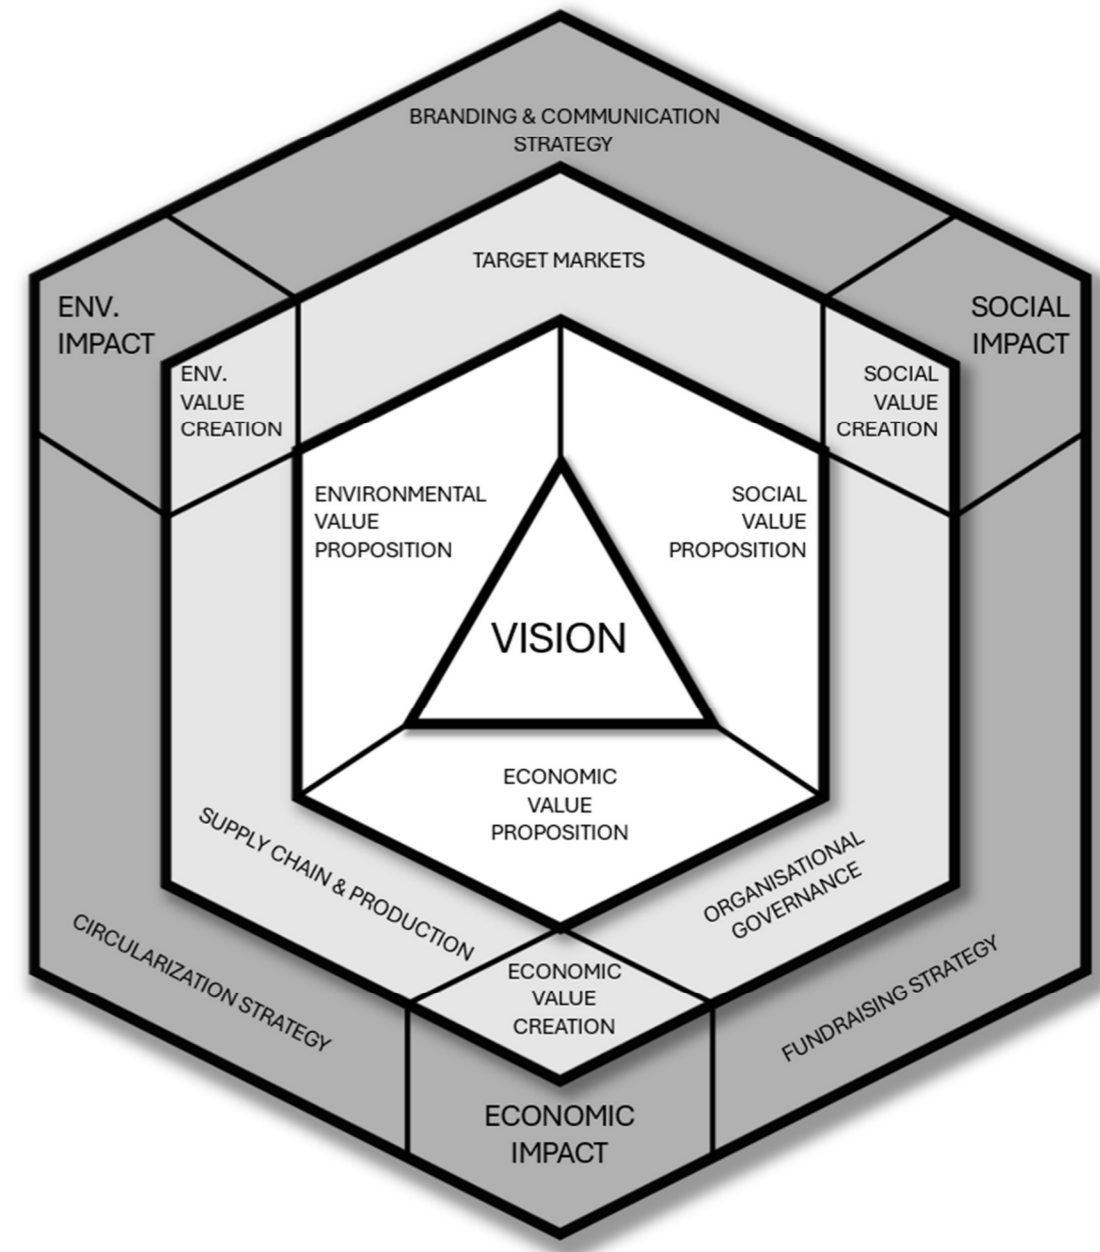 BRANDING & COMMUNICATION
STRATEGY
TARGET MARKETS
ENV.
IMPACT
SOCIAL
IMPACT
ENV.
VALUE
CREATION
SOCIAL
VALUE
CREATION
ENVIRONMENTAL
VALUE
PROPOSITION
SOCIAL
VALUE
PROPOSITION
VISION
ECONOMIC
VALUE
PROPOSITION
SUPPLY CHAIN & PRODUCTION
ORGANISATIONAL
GOVERNANCE
CIRCULARIZATION STRATEGY
ECONOMIC
VALUE
CREATION
FUNDRAISING STRATEGY
ECONOMIC
IMPACT